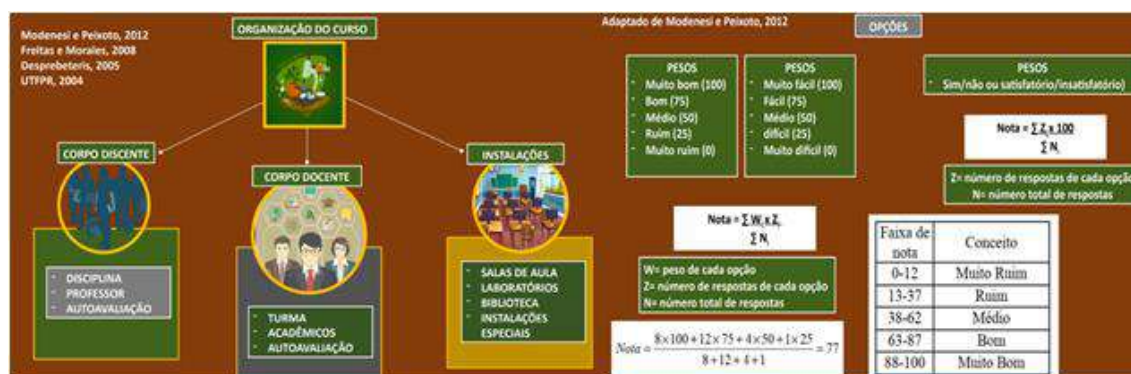 Modenesi e Peixoto, 2012
Freitas e Morales, 2008
Desprebeteris, 2005
UTFPR, 2004
ORGANIZAÇÃO DO CURSO
CORPO DISCENTE
- DISCIPLINA
- PROFESSOR
- AUTOAVALIAÇÃO
CORPO DOCENTE
- TURMA
- ACADÊMICOS
- AUTOAVALIAÇÃO
INSTALAÇÕES
- SALAS DE AULA
- LABORATÓRIOS
- BIBLIOTECA
- INSTALAÇÕES
ESPECIAIS
Adaptado de Modenesi e Peixoto, 2012
OPÇÕES
PESOS
- Muito bom (100)
- Bom (75)
- Médio (50)
- Ruim (25)
- Muito ruim (0)
PESOS
- Muito fácil (100)
- Fácil (75)
- Médio (50)
- difícil (25)
- Muito difícil (0)
PESOS
- Sim/não ou satisfatório/insatisfatório)
Nota = ∑ W_i x Z_i
∑ N_i
W= peso de cada opção
Z= número de respostas de cada opção
N= número total de respostas
Nota = 8×100+12×75+4×50+1×25 = 77
8+12+4+1
Nota = ∑ Z_i x 100
∑ N_i
Z= número de respostas de cada opção
N= número total de respostas
Faixa de nota Conceito
0-12 Muito Ruim
13-37 Ruim
38-62 Médio
63-87 Bom
88-100 Muito Bom